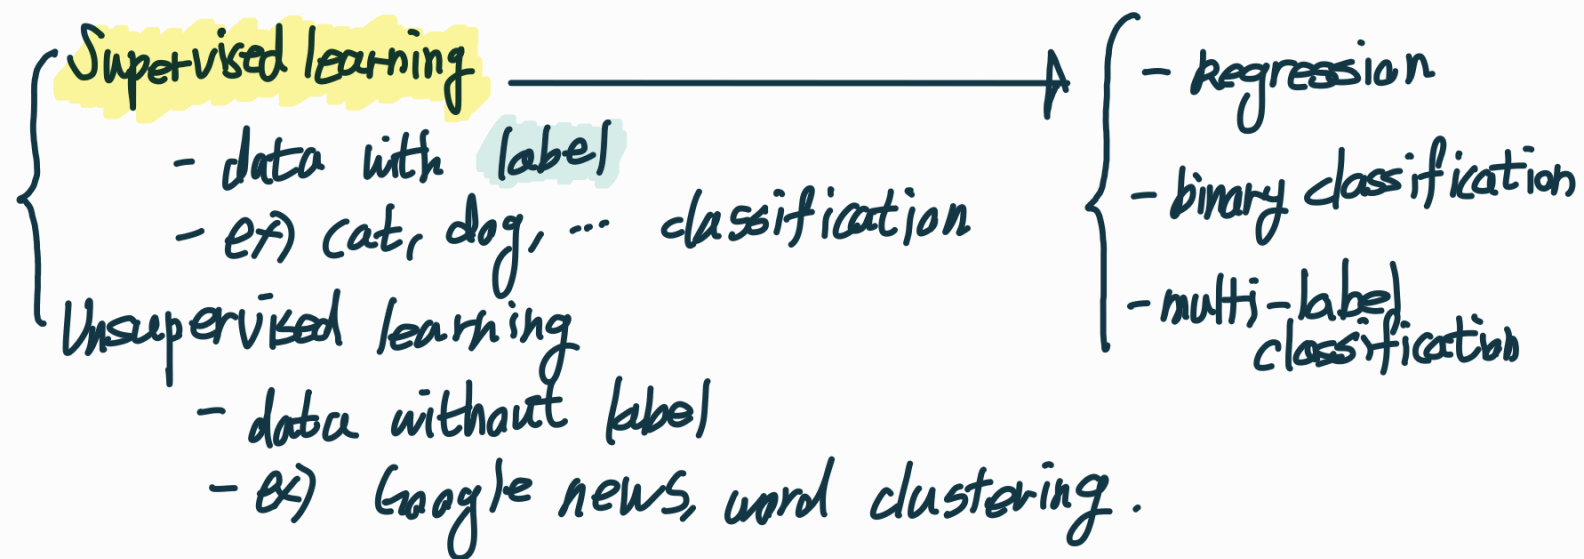 Supervised learning
- data with label
- ex) cat, dog, ... classification
Unsupervised learning
- data without label
- ex) Google news, word clustering.
- Regression
- binary classification
- multi-label
classification